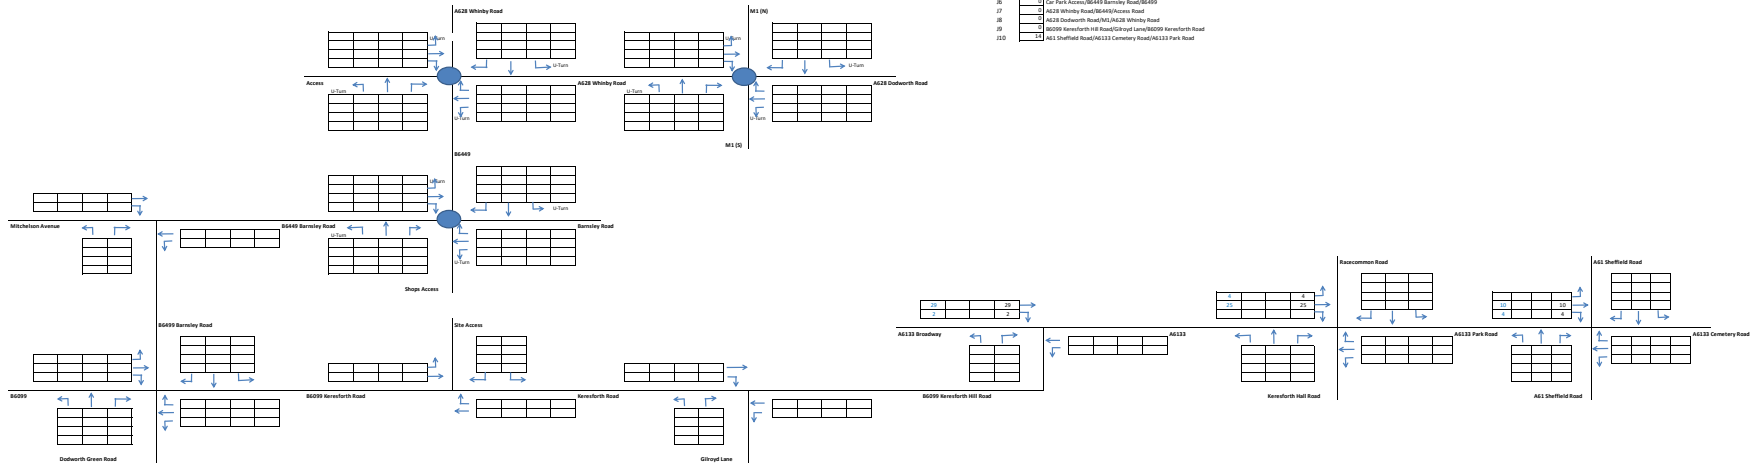 J6 0 Car Park Access/B6449 Barnsley Road/B6499
J7 0 A628 Whinby Road/B6449/Access Road
J8 0 A628 Dodworth Road/M1/A628 Whinby Road
J9 0 B6099 Keresforth Hill Road/Gilroyd Lane/B6099 Keresforth Road
J10 14 A61 Sheffield Road/A6133 Cemetery Road/A6133 Park Road
A628 Whinby Road
M1 (N)
U-Turn
U-Turn
U-Turn
U-Turn
Access
A628 Whinby Road
A628 Dodworth Road
U-Turn
U-Turn
U-Turn
U-Turn
M1 (S)
B6449
U-Turn
U-Turn
Mitchelson Avenue
B6449 Barnsley Road
Barnsley Road
U-Turn
U-Turn
Shops Access
Racecommon Road
A61 Sheffield Road
29 29
2 2
4 4
25 25
10 10
4 4
B6499 Barnsley Road
Site Access
A6133 Broadway
A6133
A6133 Park Road
A6133 Cemetery Road
B6099
B6099 Keresforth Road
Keresforth Road
B6099 Keresforth Hill Road
Keresforth Hall Road
A61 Sheffield Road
Dodworth Green Road
Gilroyd Lane